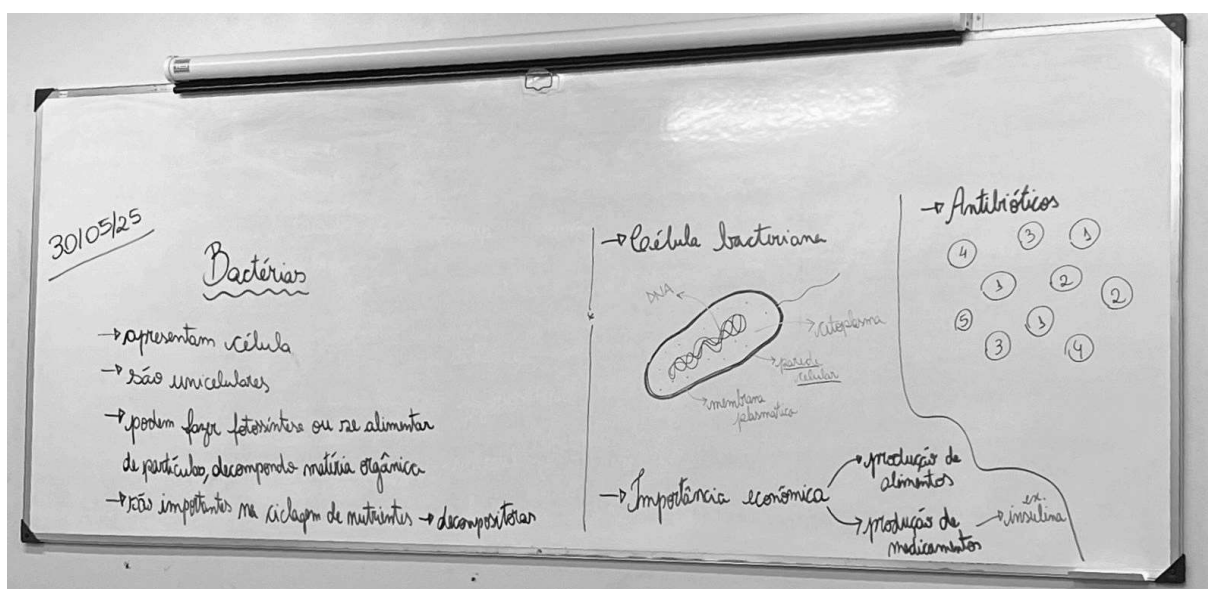 30/05/25
Bactérias
→ apresentam célula
→ são unicelulares
→ podem fazer fotossíntese ou se alimentar
de partículas, decompondo matéria orgânica
→ são importantes na ciclagem de nutrientes → decompositoras
→ Célula bacteriana
DNA
→ citoplasma
→ parede
celular
→ membrana
plasmática
→ Importância econômica
→ produção de
alimentos
→ produção de
medicamentos
ex.
→ insulina
→ Antibióticos
4 3 1
1 2 2
5 1
3 4